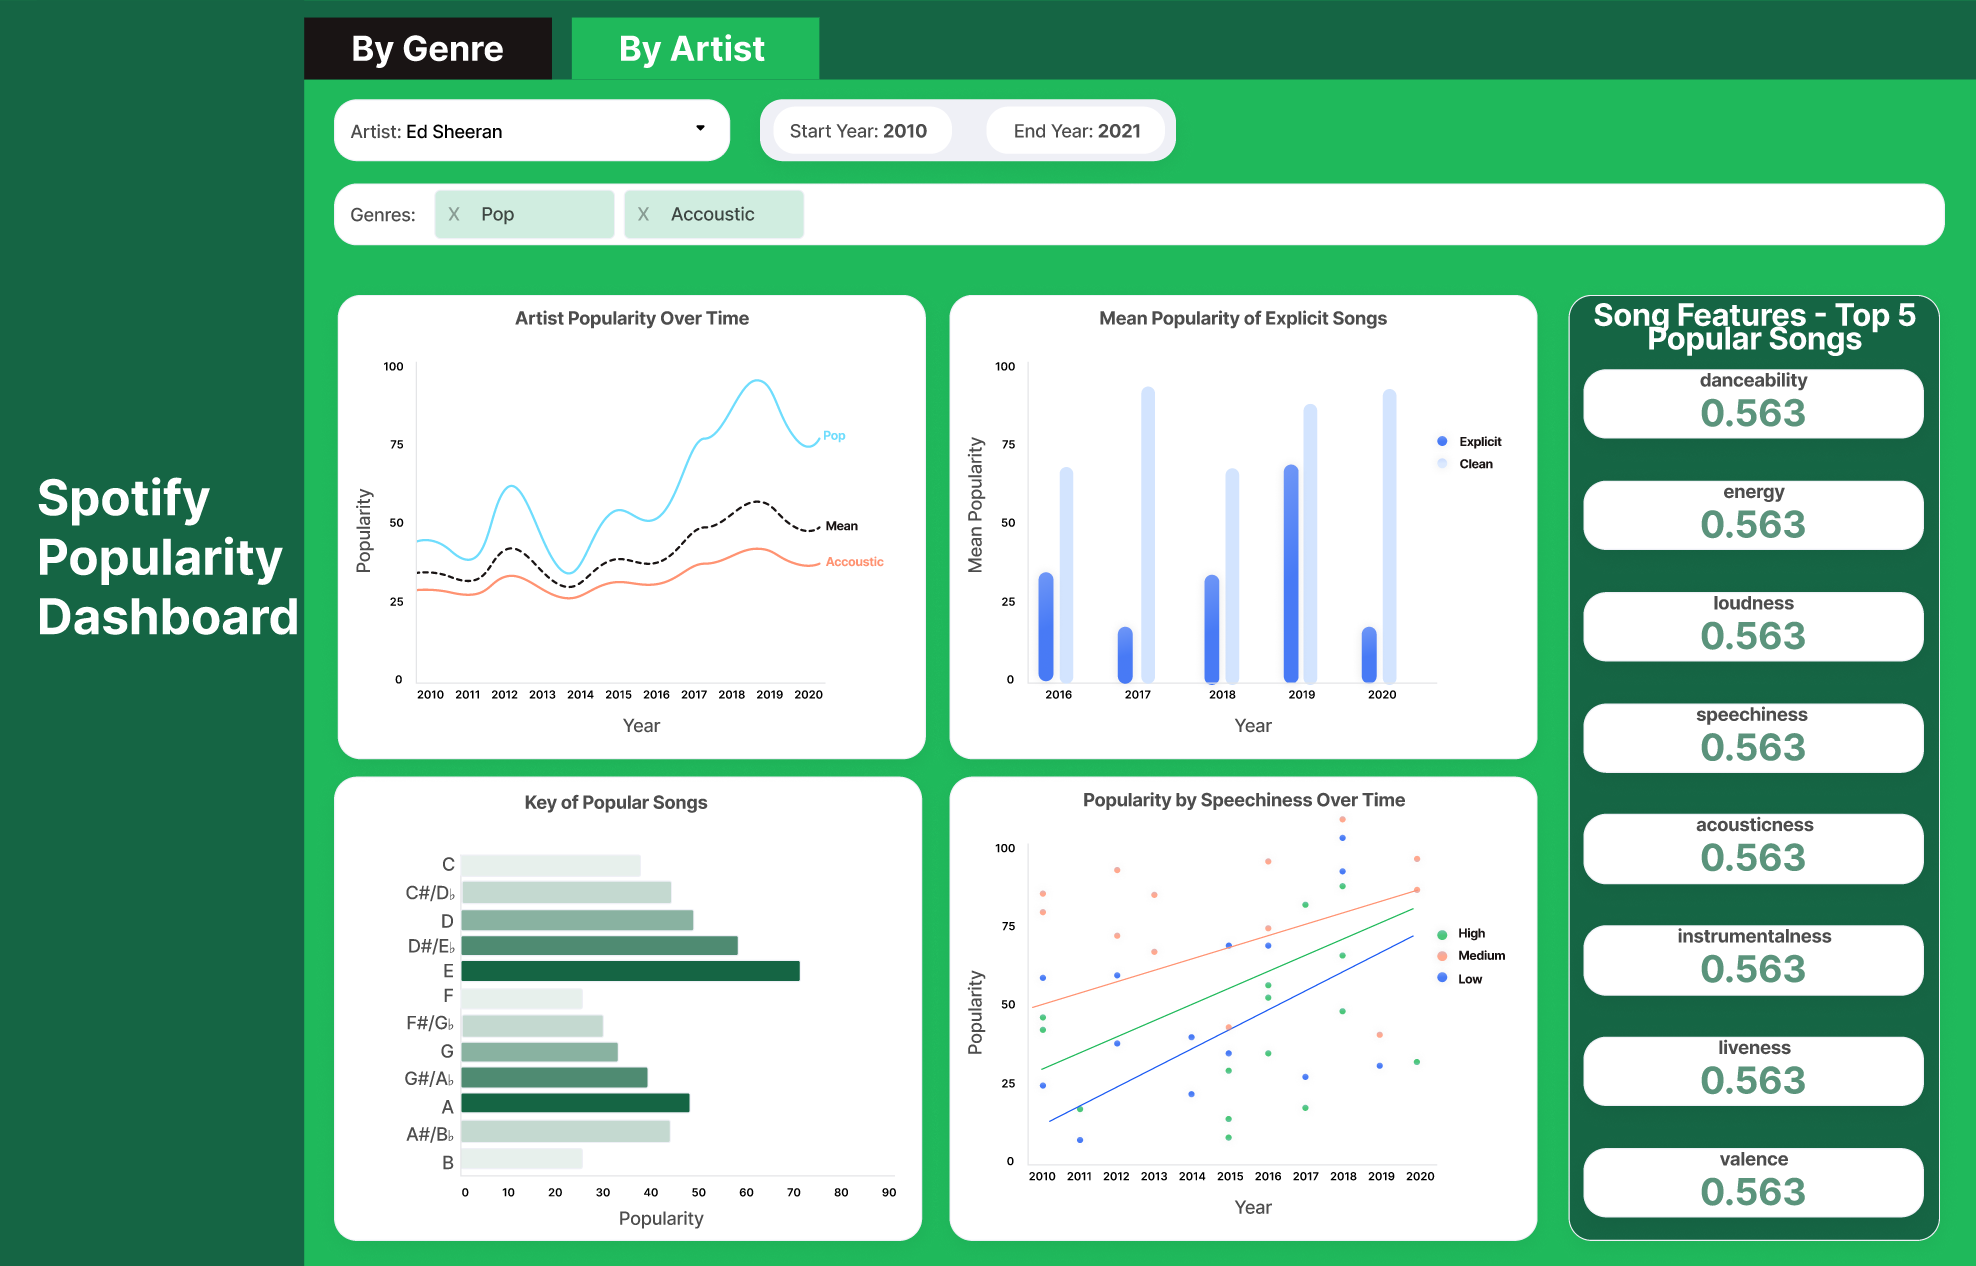 By Genre
By Artist
Spotify
Popularity
Dashboard
Artist: Ed Sheeran
Start Year: 2010
End Year: 2021
Genres:
X Pop
X Accoustic
Artist Popularity Over Time
100
75
50
25
0
Popularity
Pop
Mean
Accoustic
2010 2011 2012 2013 2014 2015 2016 2017 2018 2019 2020
Year
Mean Popularity of Explicit Songs
100
75
50
25
0
Mean Popularity
Explicit
Clean
2016 2017 2018 2019 2020
Year
Key of Popular Songs
C
C#/D♭
D
D#/E♭
E
F
F#/G♭
G
G#/A♭
A
A#/B♭
B
0 10 20 30 40 50 60 70 80 90
Popularity
Popularity by Speechiness Over Time
100
75
50
25
0
Popularity
High
Medium
Low
2010 2011 2012 2013 2014 2015 2016 2017 2018 2019 2020
Year
Song Features - Top 5
Popular Songs
danceability
0.563
energy
0.563
loudness
0.563
speechiness
0.563
acousticness
0.563
instrumentalness
0.563
liveness
0.563
valence
0.563